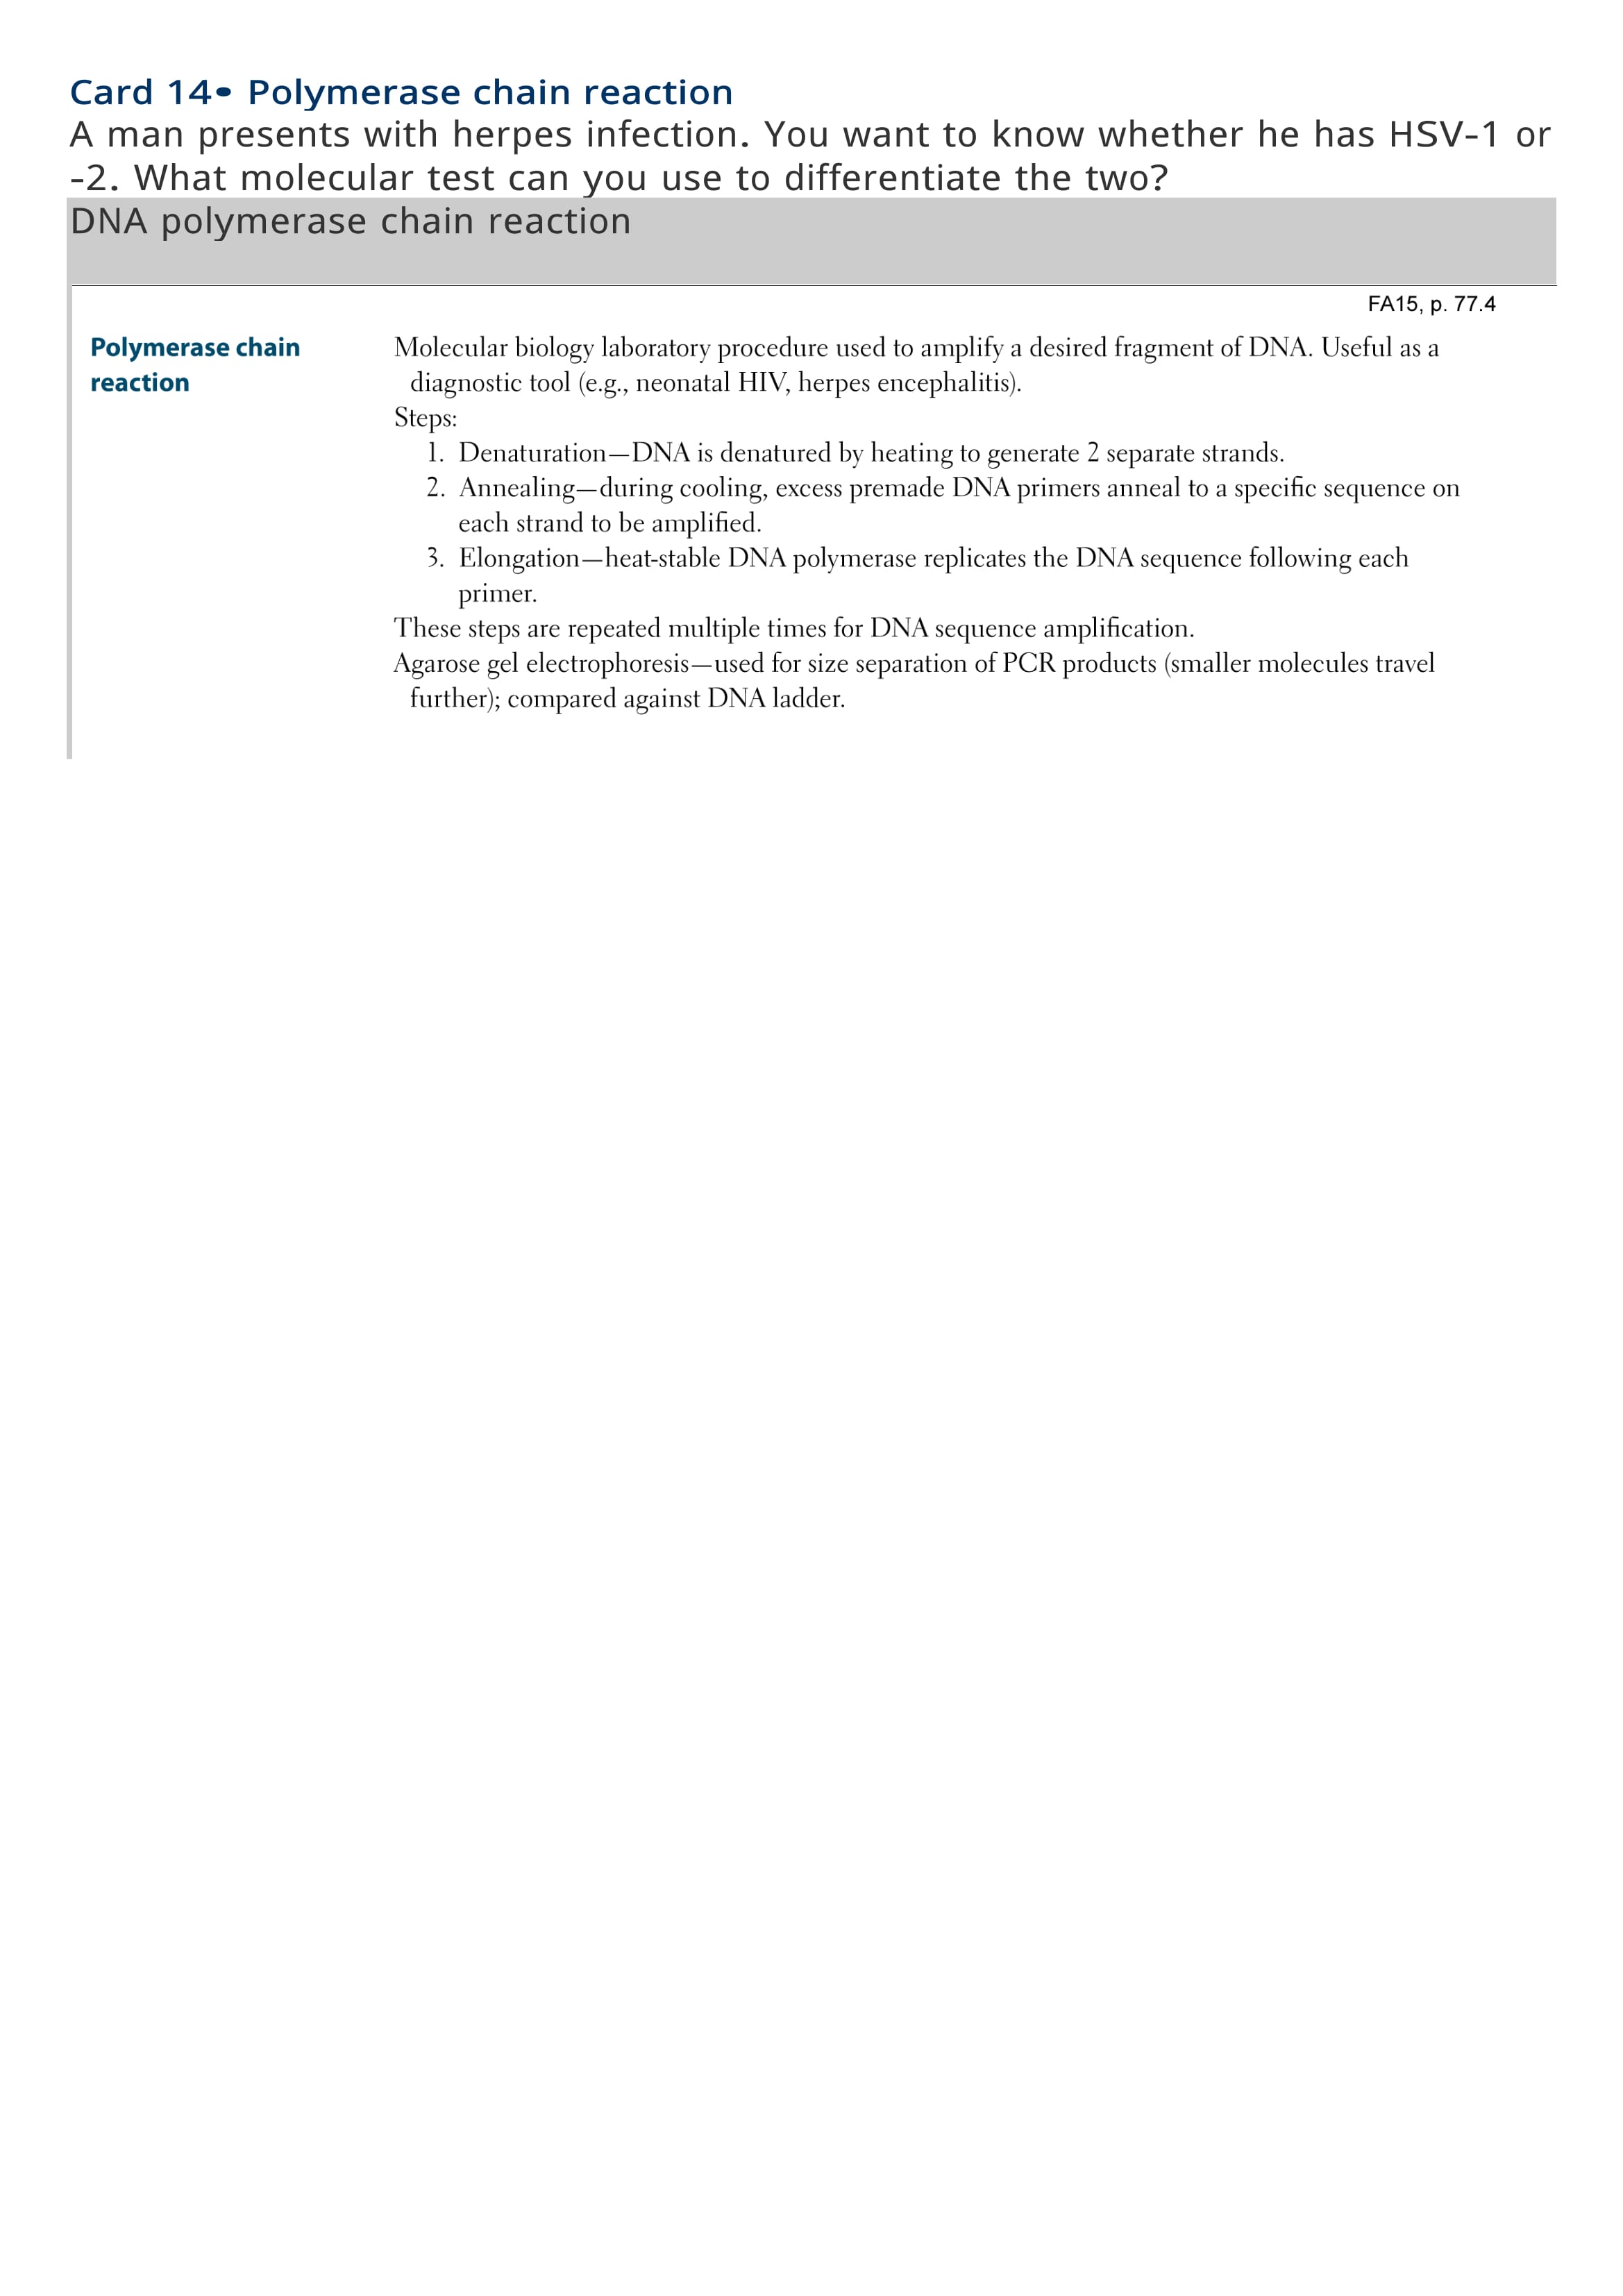 Card 14• Polymerase chain reaction
A man presents with herpes infection. You want to know whether he has HSV-1 or
-2. What molecular test can you use to differentiate the two?
DNA polymerase chain reaction
FA15, p. 77.4
Polymerase chain
reaction
Molecular biology laboratory procedure used to amplify a desired fragment of DNA. Useful as a
diagnostic tool (e.g., neonatal HIV, herpes encephalitis).
Steps:
1. Denaturation—DNA is denatured by heating to generate 2 separate strands.
2. Annealing—during cooling, excess premade DNA primers anneal to a specific sequence on
each strand to be amplified.
3. Elongation—heat-stable DNA polymerase replicates the DNA sequence following each
primer.
These steps are repeated multiple times for DNA sequence amplification.
Agarose gel electrophoresis—used for size separation of PCR products (smaller molecules travel
further); compared against DNA ladder.